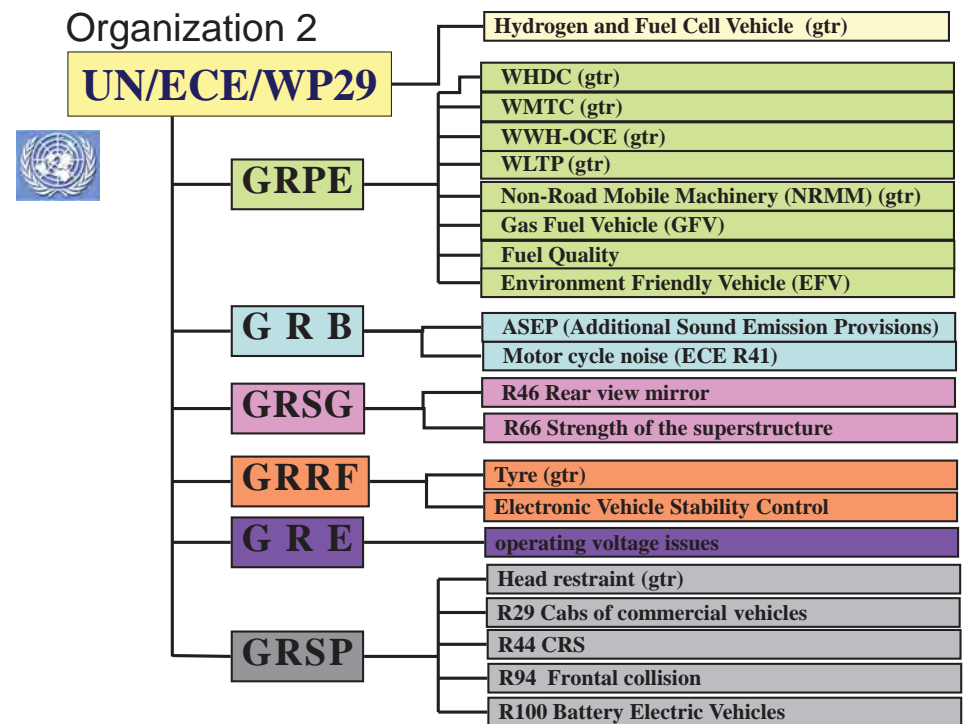 Organization 2
UN/ECE/WP29
Hydrogen and Fuel Cell Vehicle (gtr)
GRPE
WHDC (gtr)
WMTC (gtr)
WWH-OCE (gtr)
WLTP (gtr)
Non-Road Mobile Machinery (NRMM) (gtr)
Gas Fuel Vehicle (GFV)
Fuel Quality
Environment Friendly Vehicle (EFV)
G R B
ASEP (Additional Sound Emission Provisions)
Motor cycle noise (ECE R41)
GRSG
R46 Rear view mirror
R66 Strength of the superstructure
GRRF
Tyre (gtr)
Electronic Vehicle Stability Control
G R E
operating voltage issues
GRSP
Head restraint (gtr)
R29 Cabs of commercial vehicles
R44 CRS
R94 Frontal collision
R100 Battery Electric Vehicles